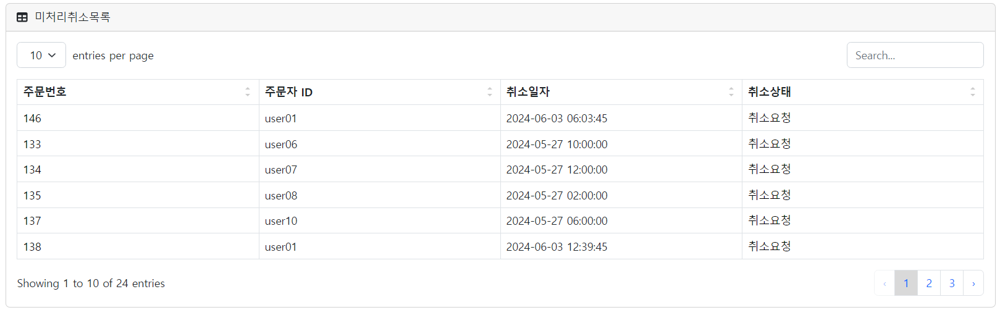 미처리취소목록
10 entries per page
Search...
주문번호 주문자 ID 취소일자 취소상태
146 user01 2024-06-03 06:03:45 취소요청
133 user06 2024-05-27 10:00:00 취소요청
134 user07 2024-05-27 12:00:00 취소요청
135 user08 2024-05-27 02:00:00 취소요청
137 user10 2024-05-27 06:00:00 취소요청
138 user01 2024-06-03 12:39:45 취소요청
Showing 1 to 10 of 24 entries
‹ 1 2 3 ›